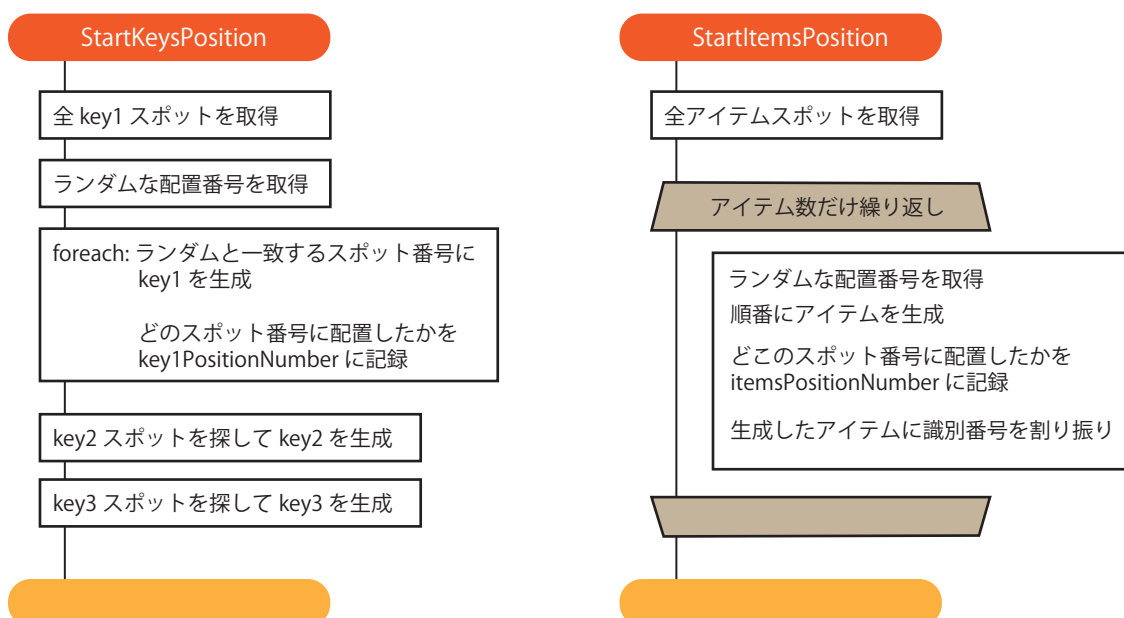 StartKeysPosition
全 key1 スポットを取得
ランダムな配置番号を取得
foreach: ランダムと一致するスポット番号に
key1 を生成
どのスポット番号に配置したかを
key1PositionNumber に記録
key2 スポットを探して key2 を生成
key3 スポットを探して key3 を生成
StartItemsPosition
全アイテムスポットを取得
アイテム数だけ繰り返し
ランダムな配置番号を取得
順番にアイテムを生成
どこのスポット番号に配置したかを
itemsPositionNumber に記録
生成したアイテムに識別番号を割り振り